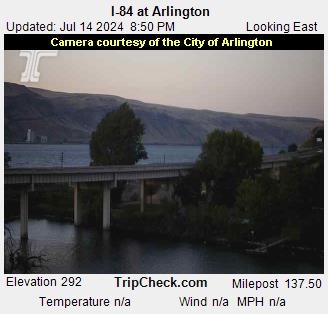 I-84 at Arlington
Updated: Jul 14 2024 8:50 PM Looking East
Camera courtesy of the City of Arlington
Elevation 292 TripCheck.com Milepost 137.50
Temperature n/a Wind n/a MPH n/a